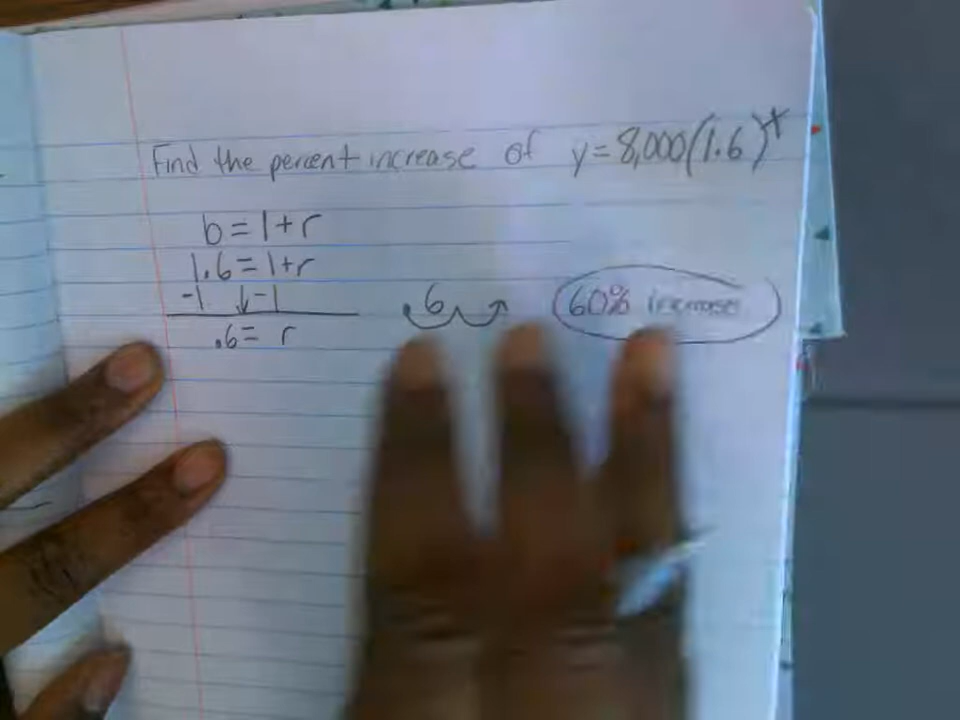 Find the percent increase of y=8,000(1.6)^x
b=1+r
1.6=1+r
-1 ↓-1
.6= r
.6
60% increase